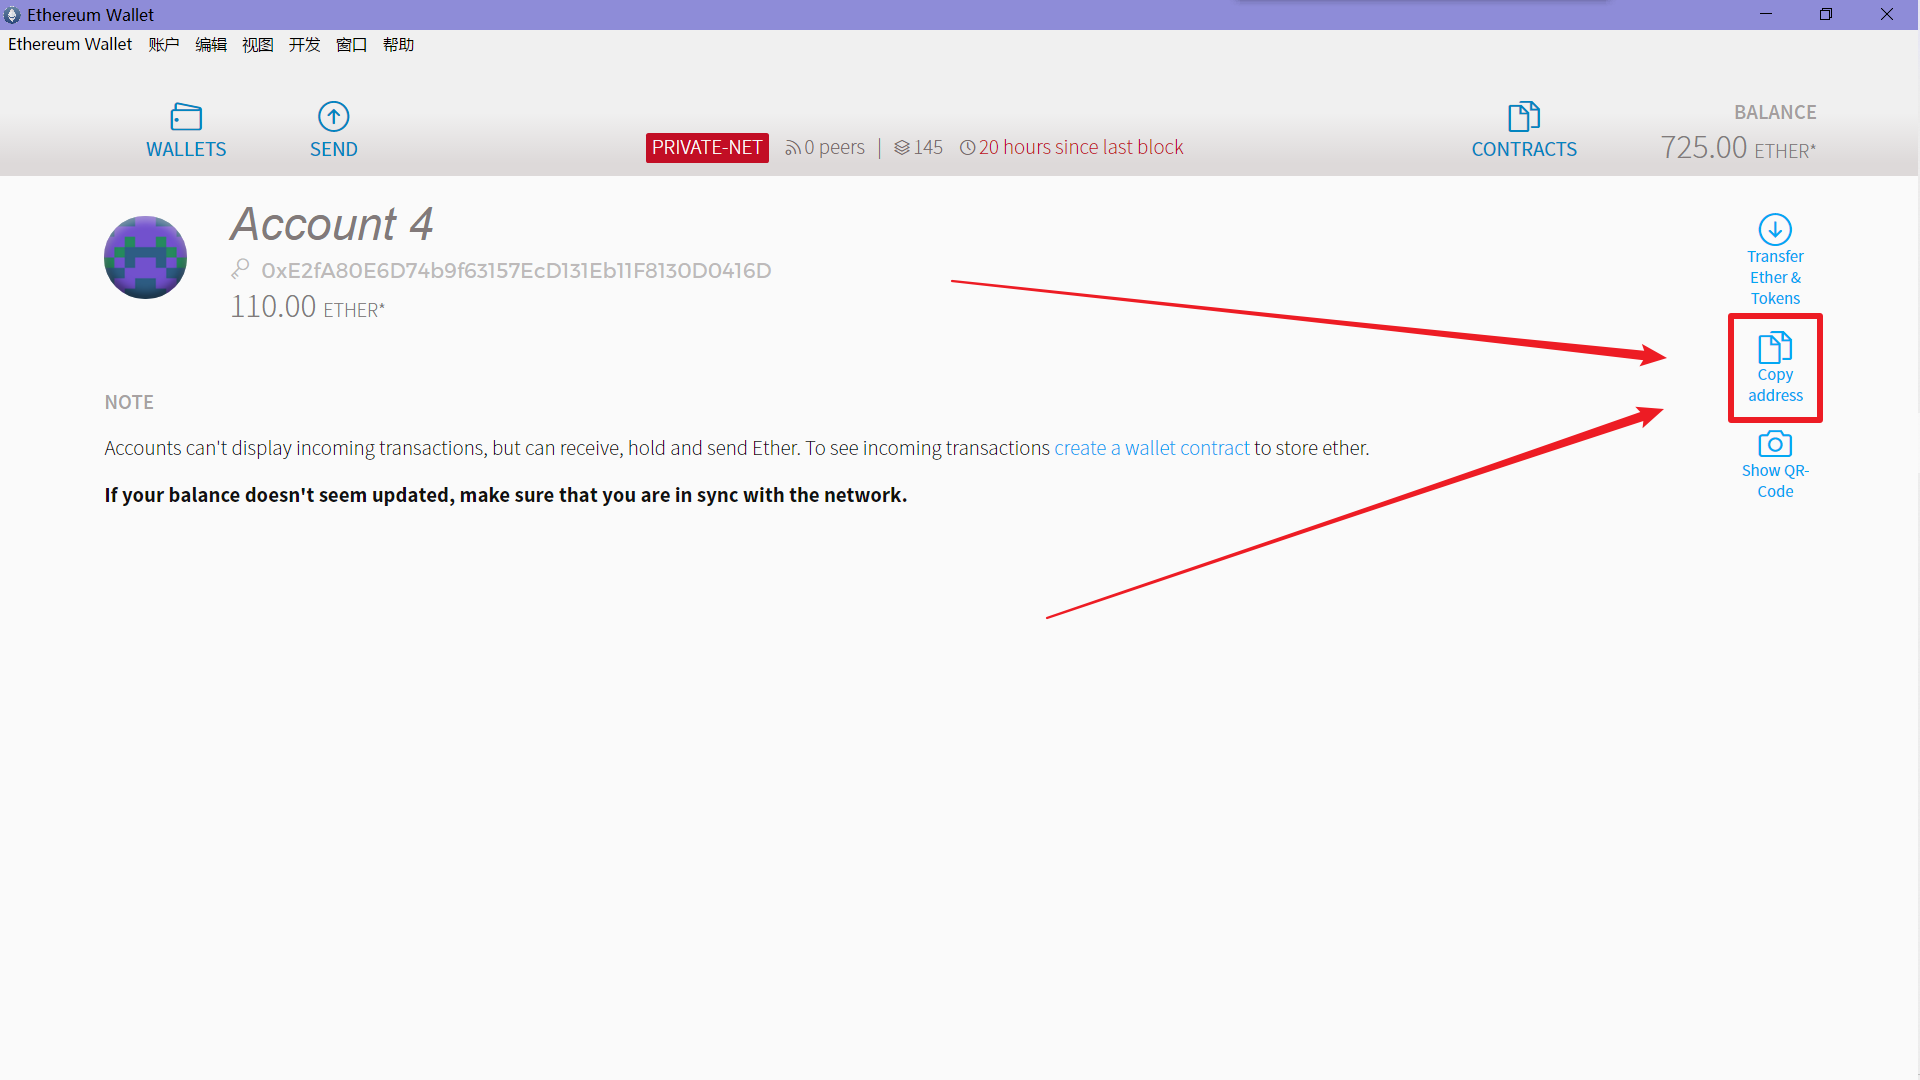 Ethereum Wallet
Ethereum Wallet 账户 编辑 视图 开发 窗口 帮助
WALLETS
SEND
PRIVATE-NET 0 peers | 145 20 hours since last block
CONTRACTS
BALANCE
725.00 ETHER*
Account 4
0xE2fA80E6D74b9f63157EcD131Eb11F8130D0416D
110.00 ETHER*
Transfer
Ether &
Tokens
Copy
address
Show QR-
Code
NOTE
Accounts can't display incoming transactions, but can receive, hold and send Ether. To see incoming transactions create a wallet contract to store ether.
If your balance doesn't seem updated, make sure that you are in sync with the network.